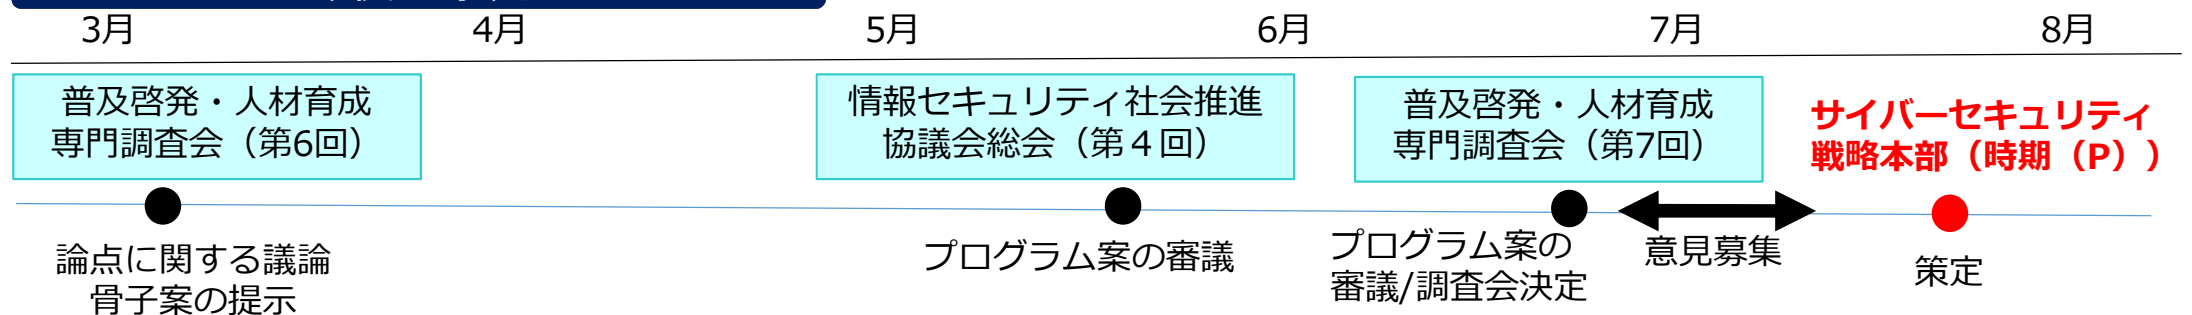 3月
4月
5月
6月
7月
8月
普及啓発・人材育成
専門調査会（第6回）
情報セキュリティ社会推進
協議会総会（第４回）
普及啓発・人材育成
専門調査会（第7回）
サイバーセキュリティ
戦略本部（時期（P））
論点に関する議論
骨子案の提示
プログラム案の審議
プログラム案の
審議/調査会決定
意見募集
策定